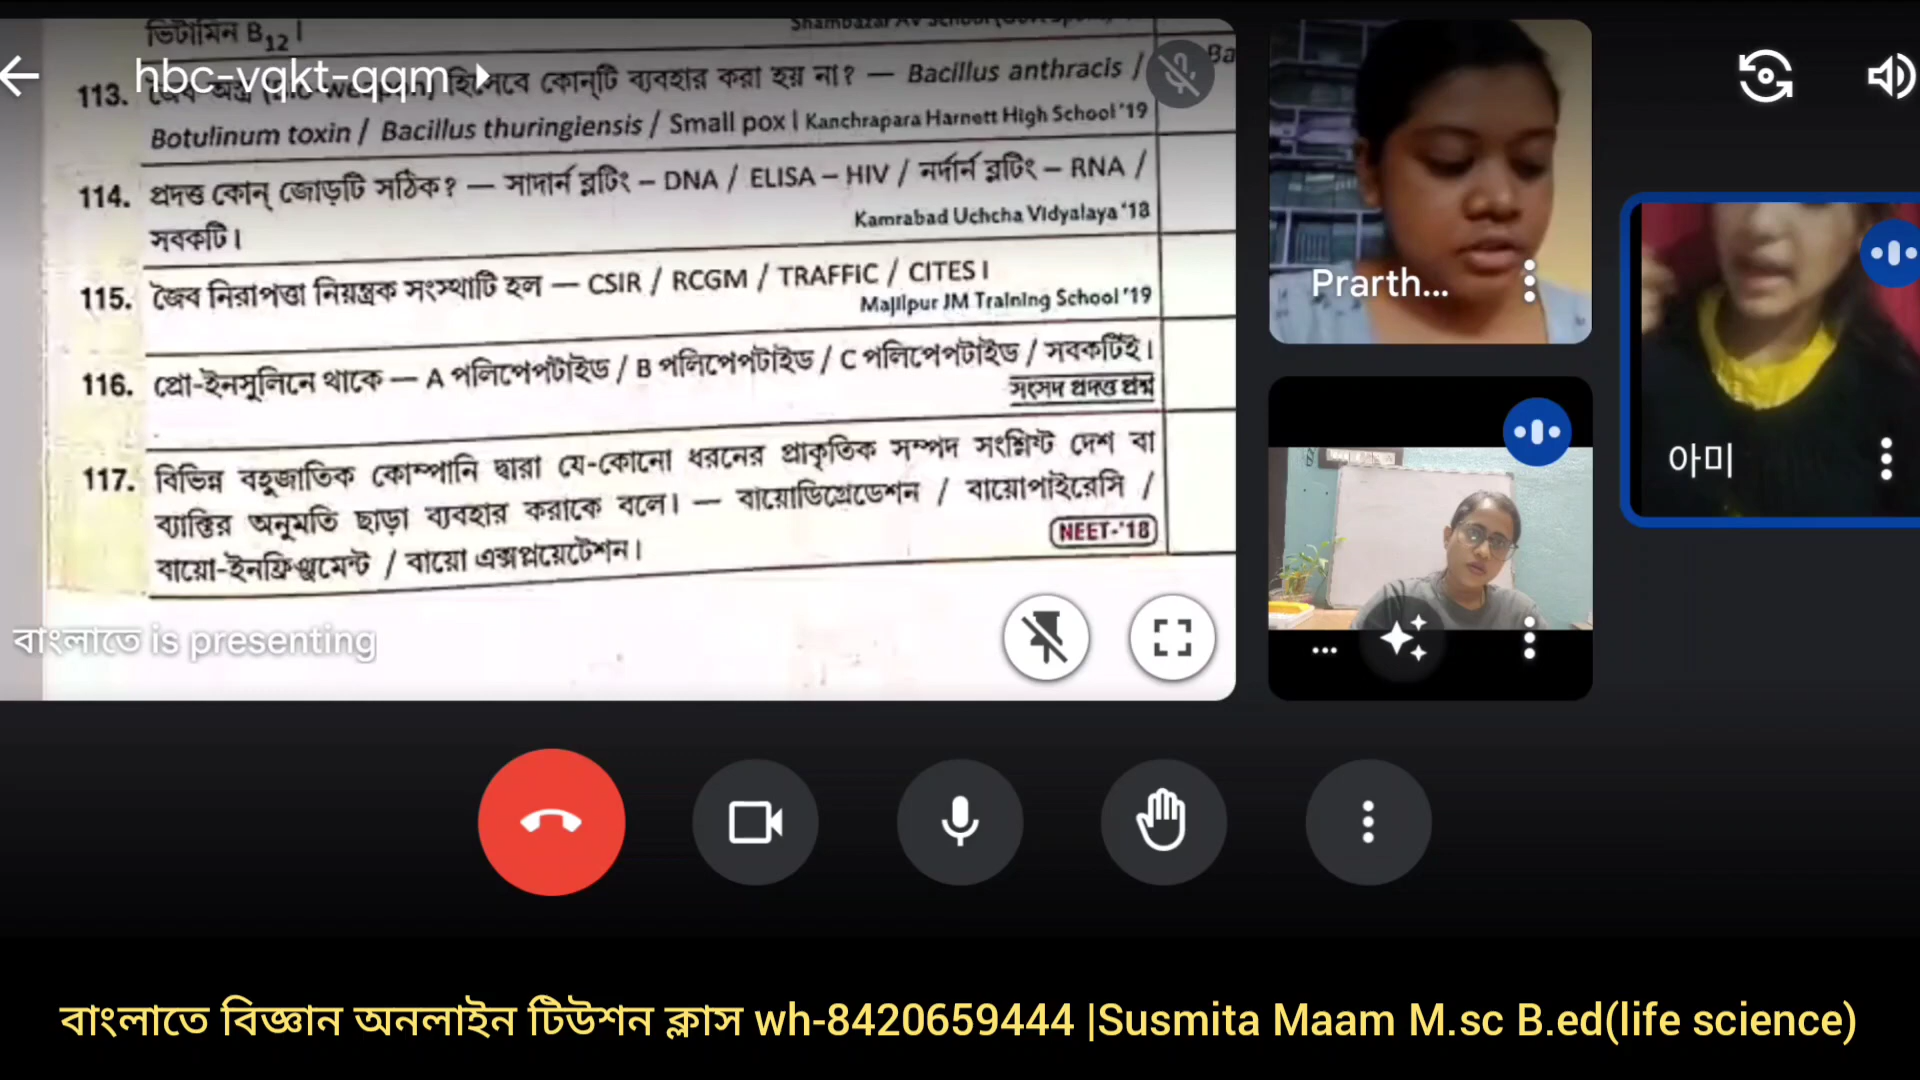 ভিটামিন B12।
hbc-vqkt-qqm
113. জৈব অস্ত্র হিসেবে কোন্‌টি ব্যবহার করা হয় না? — Bacillus anthracis /
Ba
Botulinum toxin / Bacillus thuringiensis / Small pox। Kanchrapara Harnett High School '19
114. প্রদত্ত কোন্ জোড়টি সঠিক? — সাদার্ন ব্লটিং – DNA / ELISA – HIV / নর্দার্ন ব্লটিং – RNA /
সবকটি।
Kamrabad Uchcha Vidyalaya '18
115. জৈব নিরাপত্তা নিয়ন্ত্রক সংস্থাটি হল — CSIR / RCGM / TRAFFIC / CITES।
Majilpur JM Training School '19
116. প্রো-ইনসুলিনে থাকে — A পলিপেপটাইড / B পলিপেপটাইড / C পলিপেপটাইড / সবকটিই।
সংসদ প্রদত্ত প্রশ্ন
117. বিভিন্ন বহুজাতিক কোম্পানি দ্বারা যে-কোনো ধরনের প্রাকৃতিক সম্পদ সংশ্লিষ্ট দেশ বা
ব্যাক্তির অনুমতি ছাড়া ব্যবহার করাকে বলে। — বায়োডিগ্রেডেশন / বায়োপাইরেসি /
বায়ো-ইনফ্রিঞ্জমেন্ট / বায়ো এক্সপ্লয়েটেশন।
NEET-'18
বাংলাতে is presenting
Prarth...
아미
বাংলাতে বিজ্ঞান অনলাইন টিউশন ক্লাস wh-8420659444 |Susmita Maam M.sc B.ed(life science)